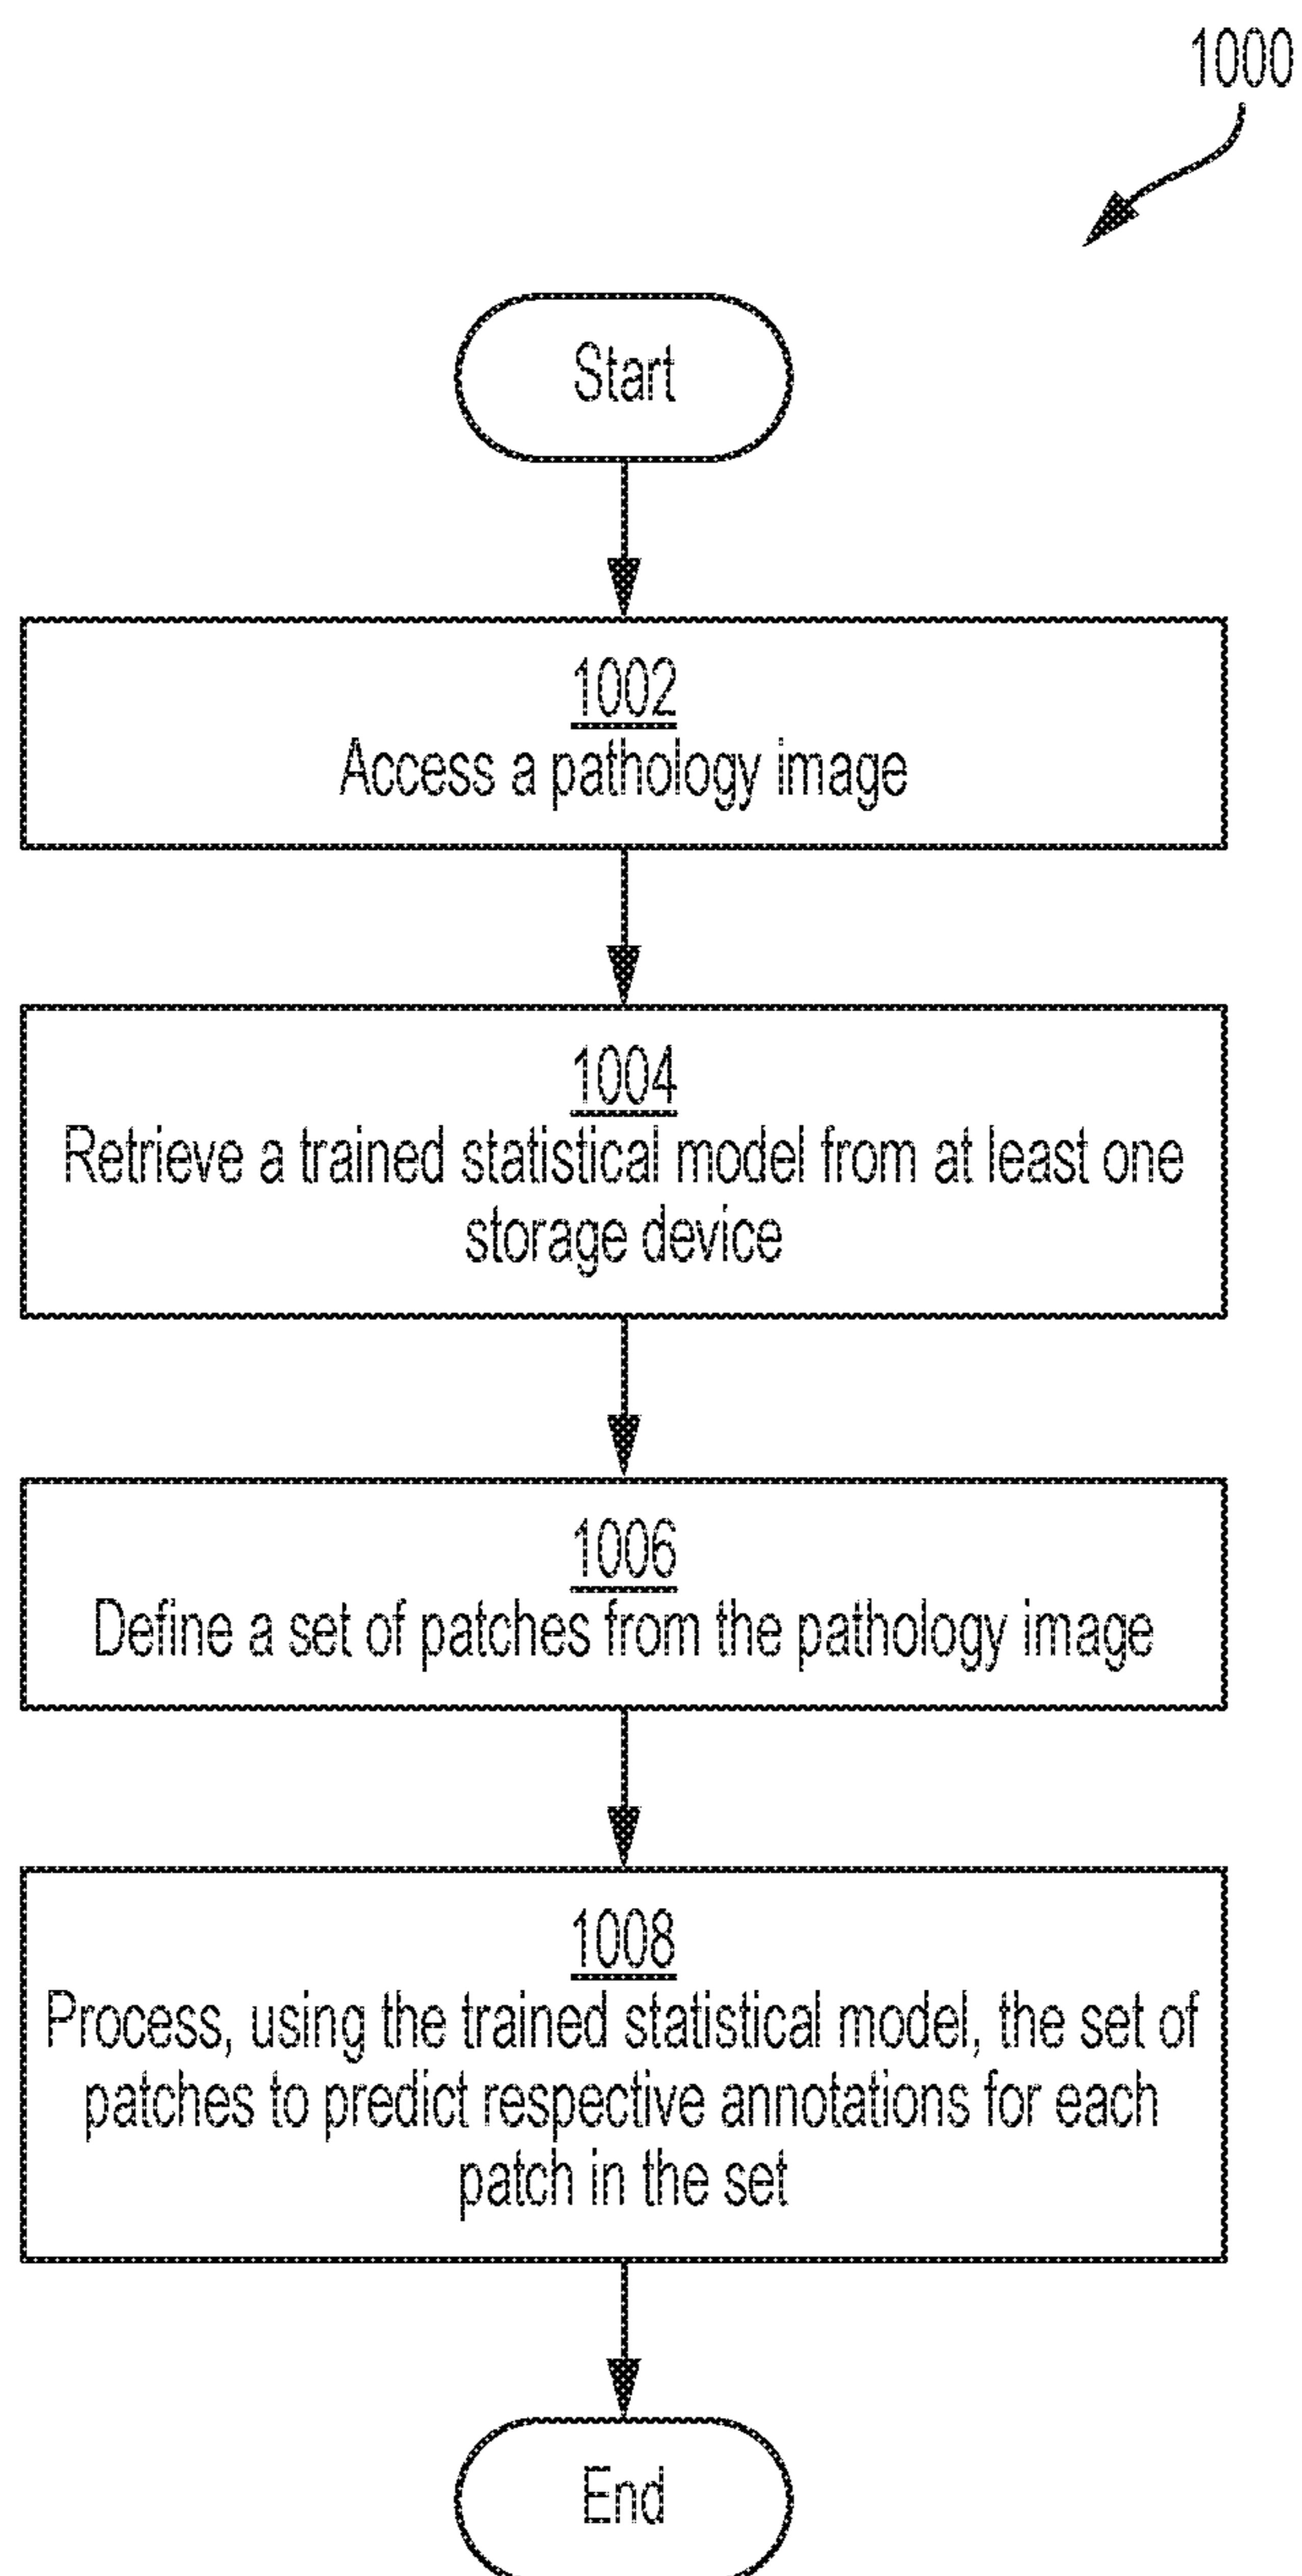 1000
Start
1002
Access a pathology image
1004
Retrieve a trained statistical model from at least one
storage device
1006
Define a set of patches from the pathology image
1008
Process, using the trained statistical model, the set of
patches to predict respective annotations for each
patch in the set
End